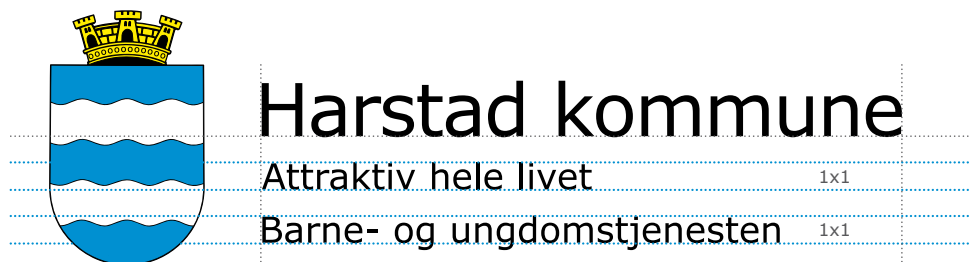 Harstad kommune
Attraktiv hele livet 1x1
Barne- og ungdomstjenesten 1x1